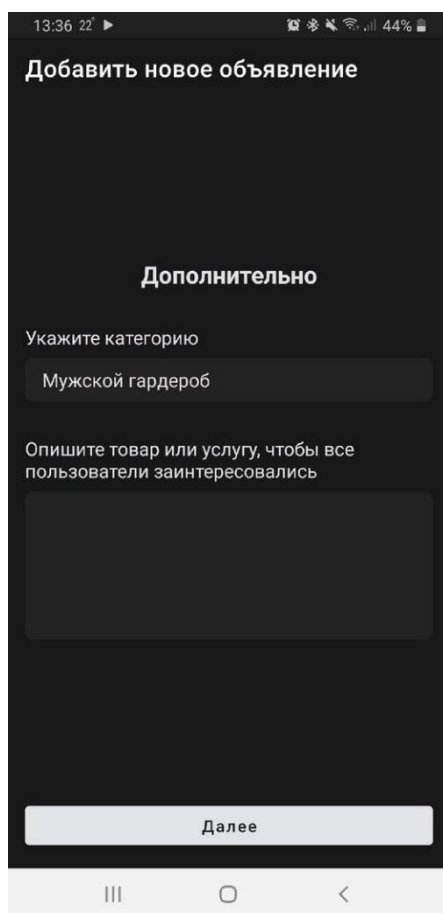 13:36 22° 44%
Добавить новое объявление
Дополнительно
Укажите категорию
Мужской гардероб
Опишите товар или услугу, чтобы все
пользователи заинтересовались
Далее